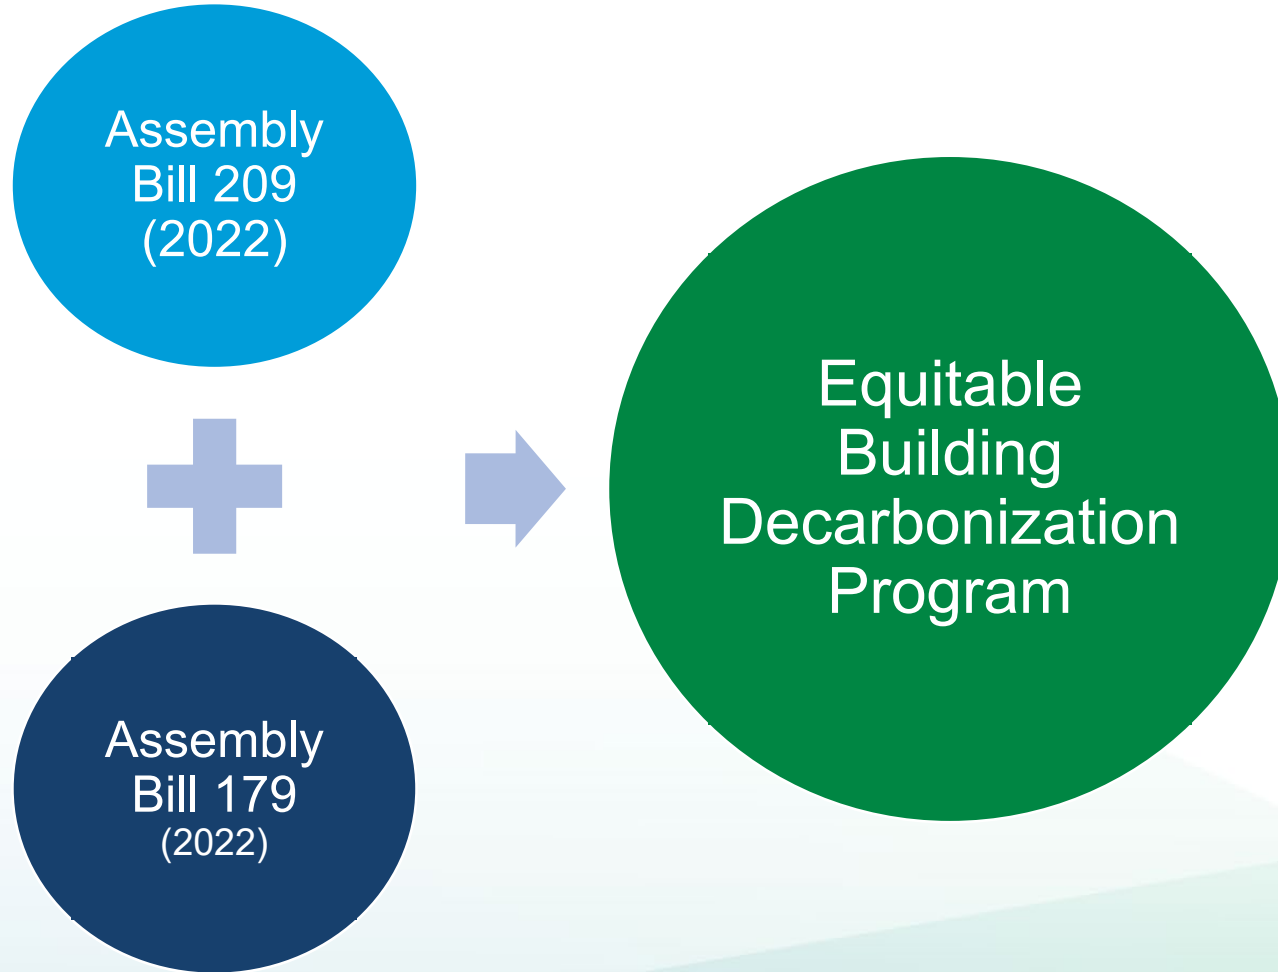 Assembly
Bill 209
(2022)
Assembly
Bill 179
(2022)
Equitable
Building
Decarbonization
Program